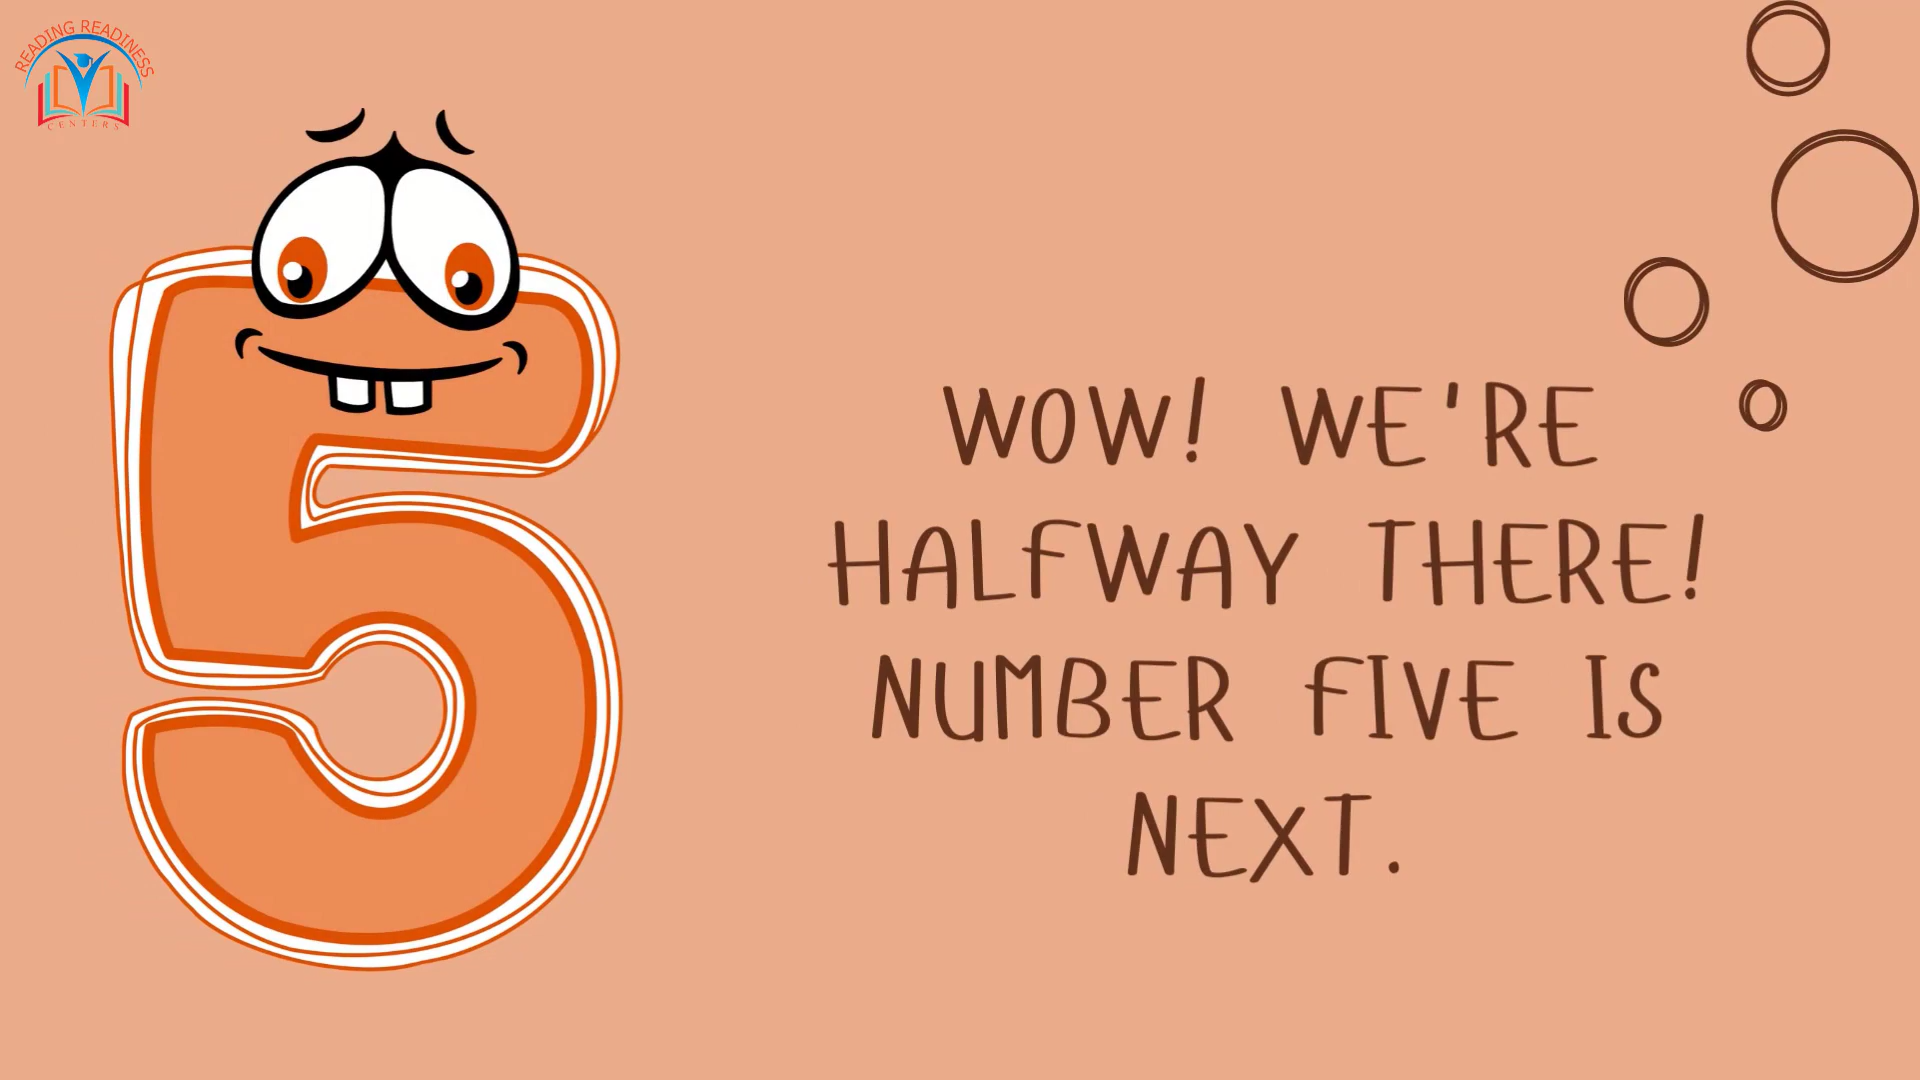 READING READINESS
CENTERS
5
WOW! WE'RE
HALFWAY THERE!
NUMBER FIVE IS
NEXT.